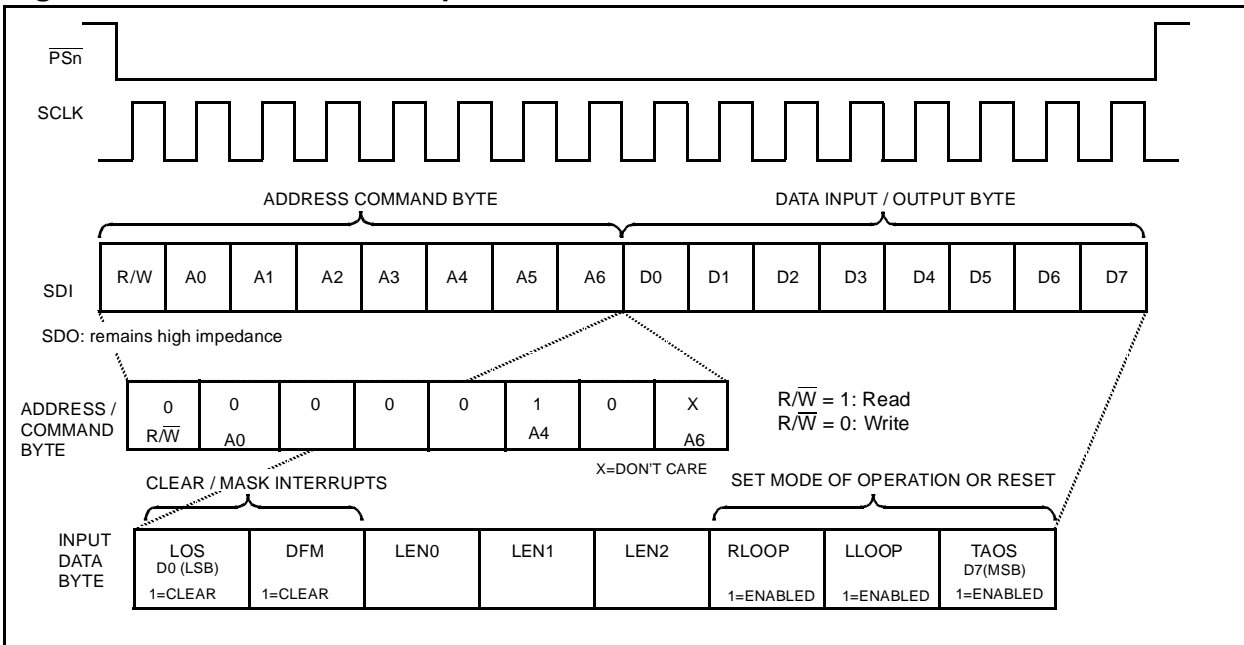 PSn
SCLK
ADDRESS COMMAND BYTE
DATA INPUT / OUTPUT BYTE
SDI
R/W A0 A1 A2 A3 A4 A5 A6 D0 D1 D2 D3 D4 D5 D6 D7
SDO: remains high impedance
ADDRESS /
COMMAND
BYTE
0 0 0 0 0 1 0 X
R/W A0 A4 A6
R/W = 1: Read
R/W = 0: Write
X=DON'T CARE
CLEAR / MASK INTERRUPTS
SET MODE OF OPERATION OR RESET
INPUT
DATA
BYTE
LOS DFM LEN0 LEN1 LEN2 RLOOP LLOOP TAOS
D0 (LSB) D7(MSB)
1=CLEAR 1=CLEAR 1=ENABLED 1=ENABLED 1=ENABLED